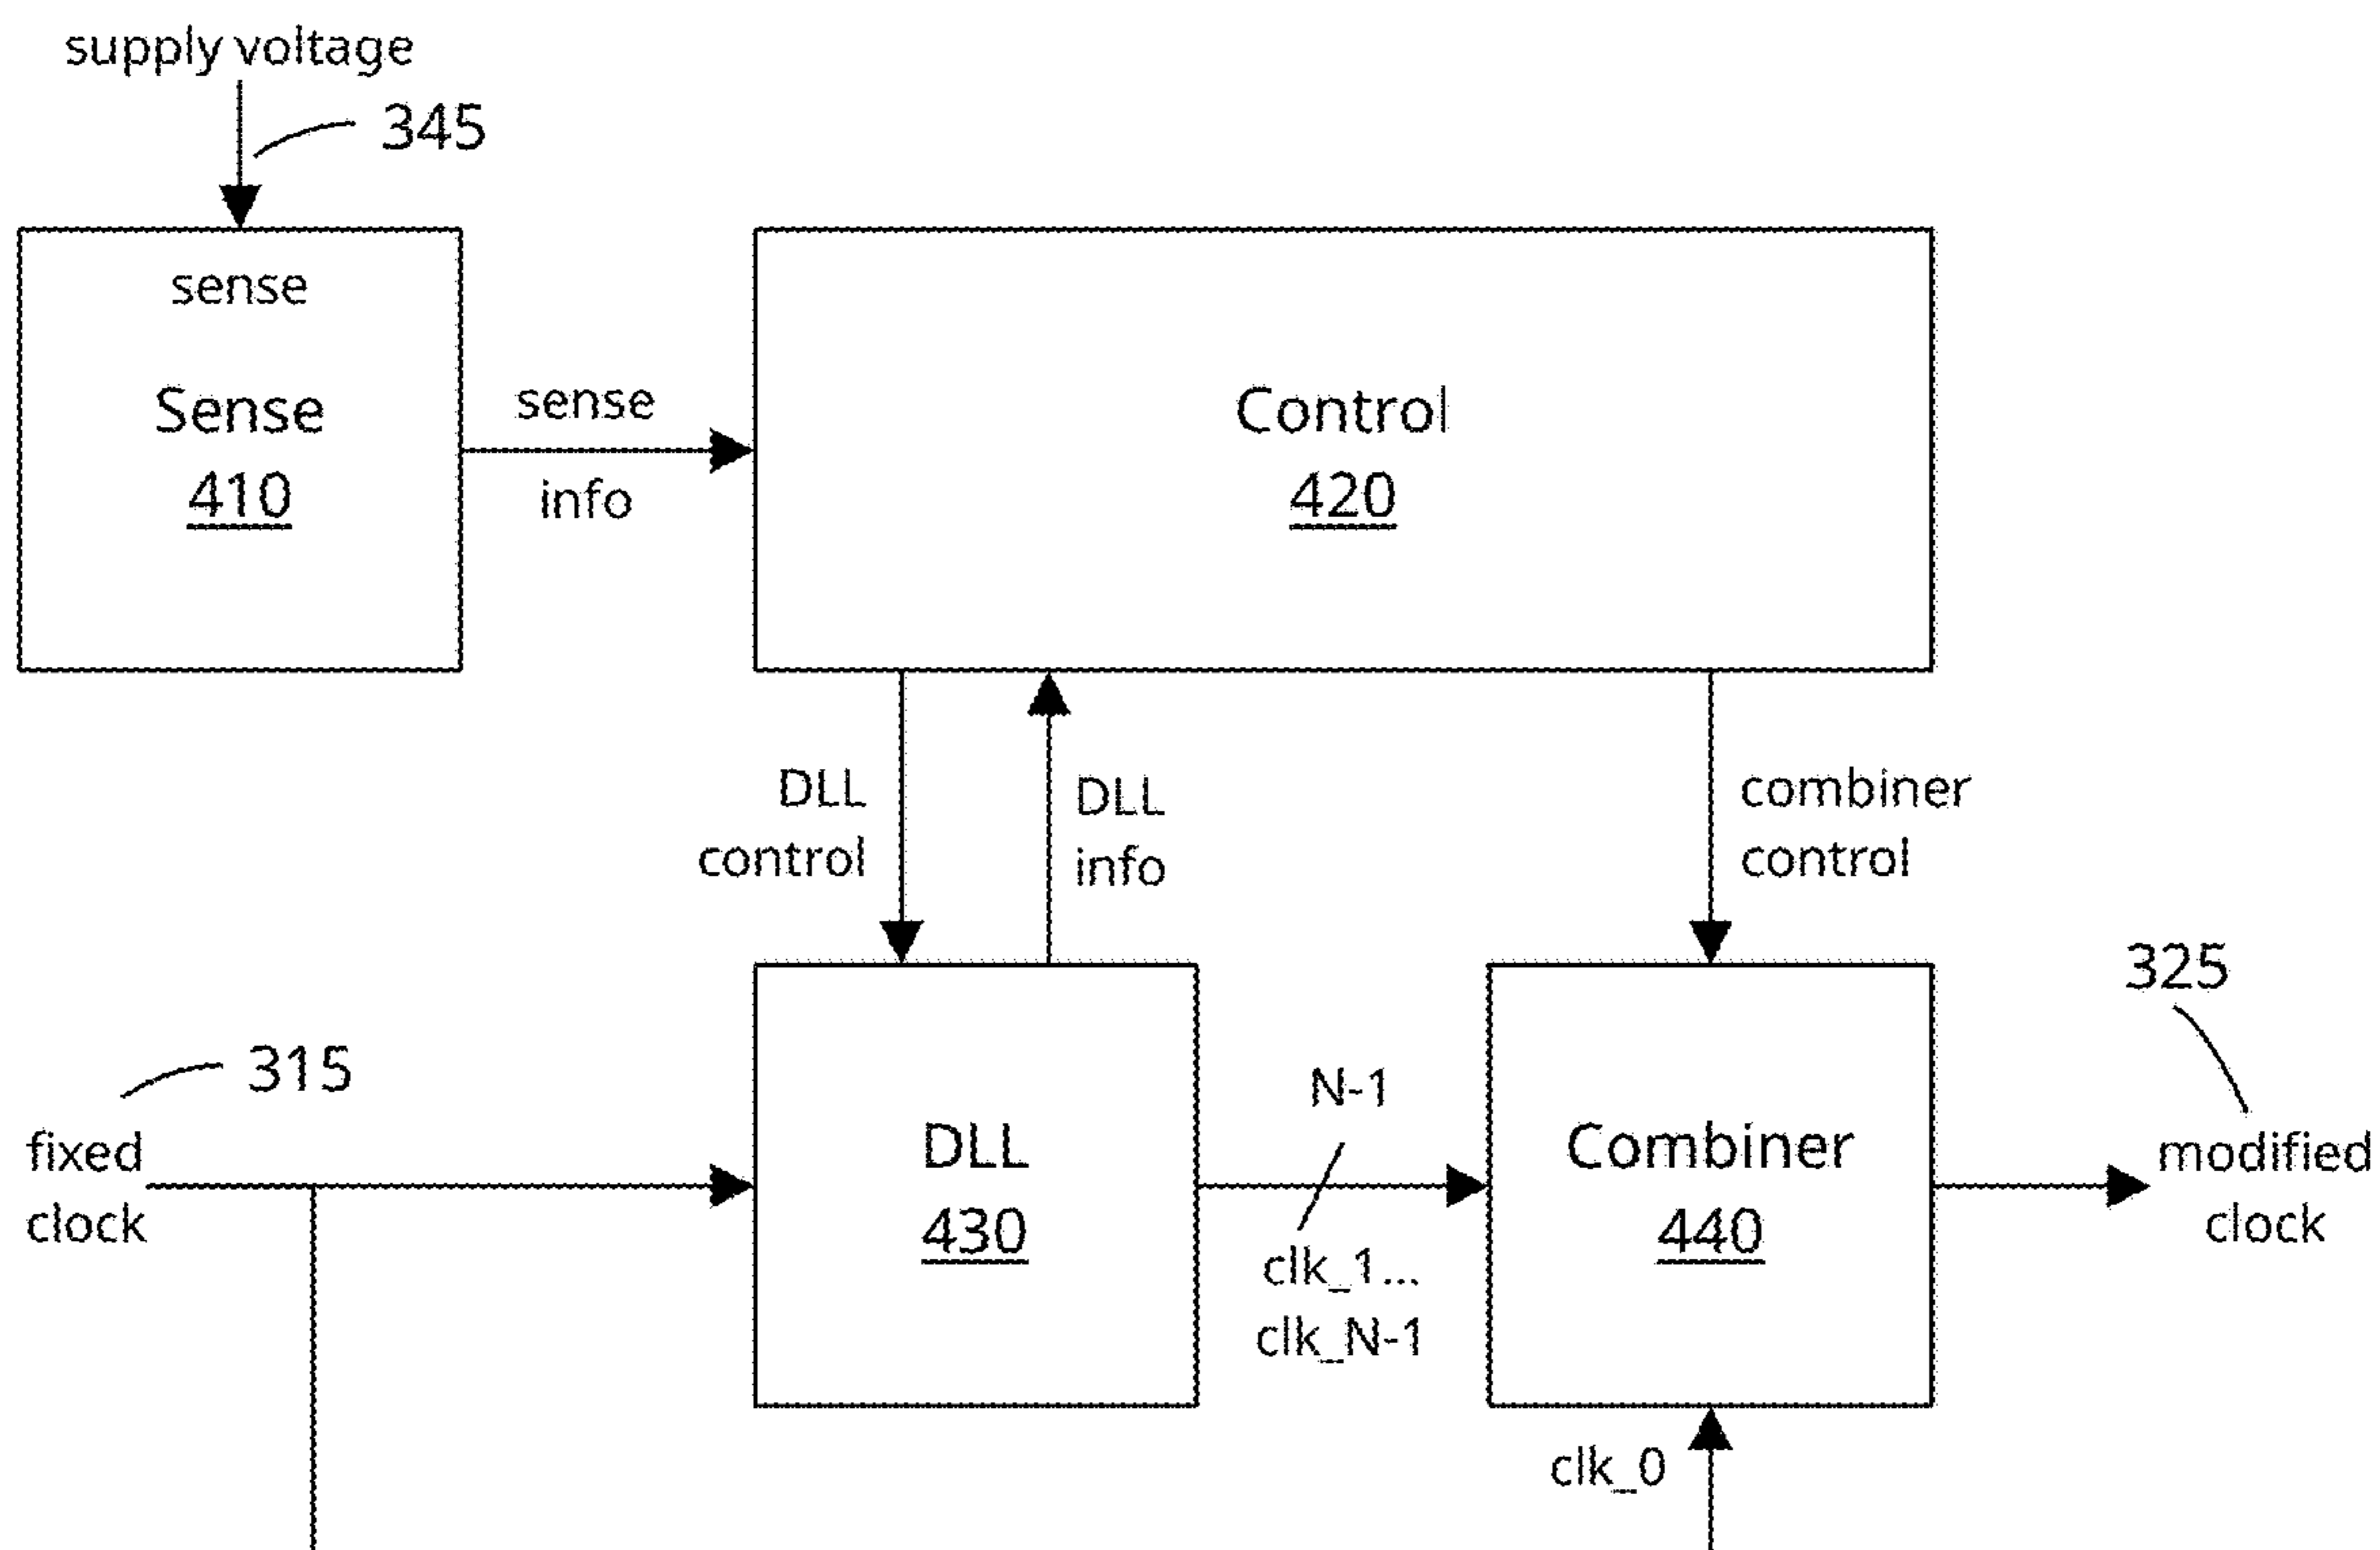 supply voltage
345
sense
Sense
410
sense
info
Control
420
DLL
control
DLL
info
combiner
control
325
315
fixed
clock
DLL
430
N-1
clk_1...
clk_N-1
Combiner
440
modified
clock
clk_0